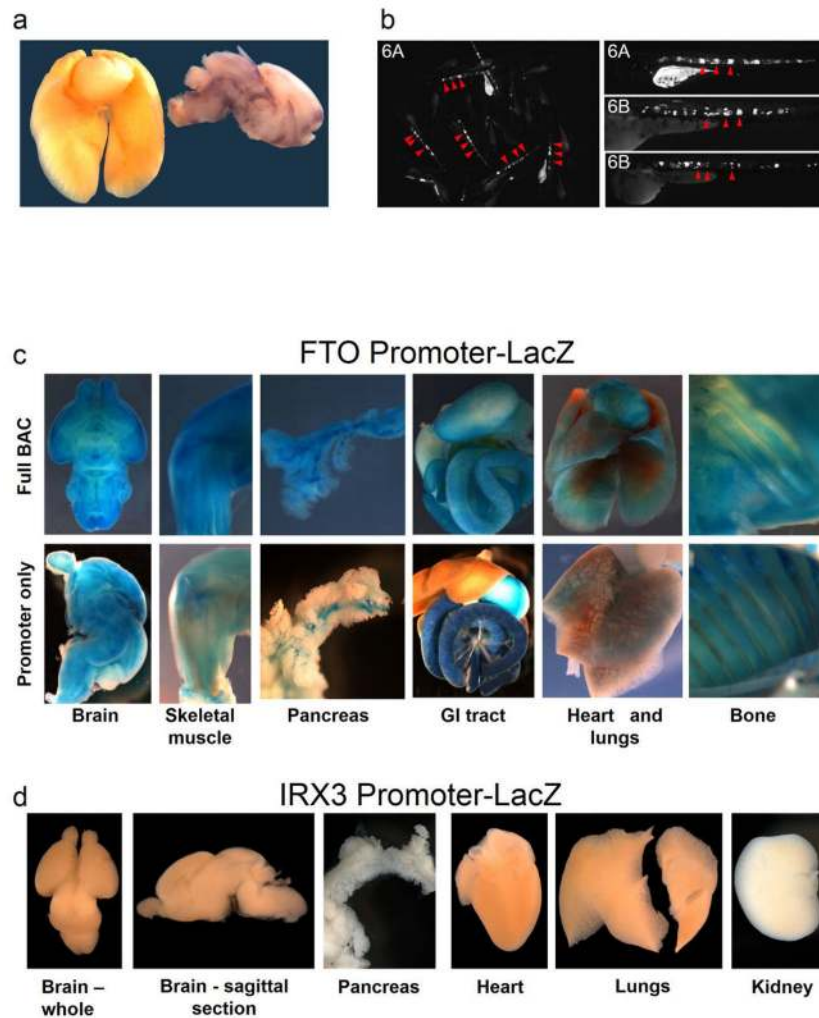 a
b
6A
6A
6B
6B
c
FTO Promoter-LacZ
Full BAC
Promoter only
Brain
Skeletal
muscle
Pancreas
GI tract
Heart and
lungs
Bone
d
IRX3 Promoter-LacZ
Brain –
whole
Brain - sagittal
section
Pancreas
Heart
Lungs
Kidney